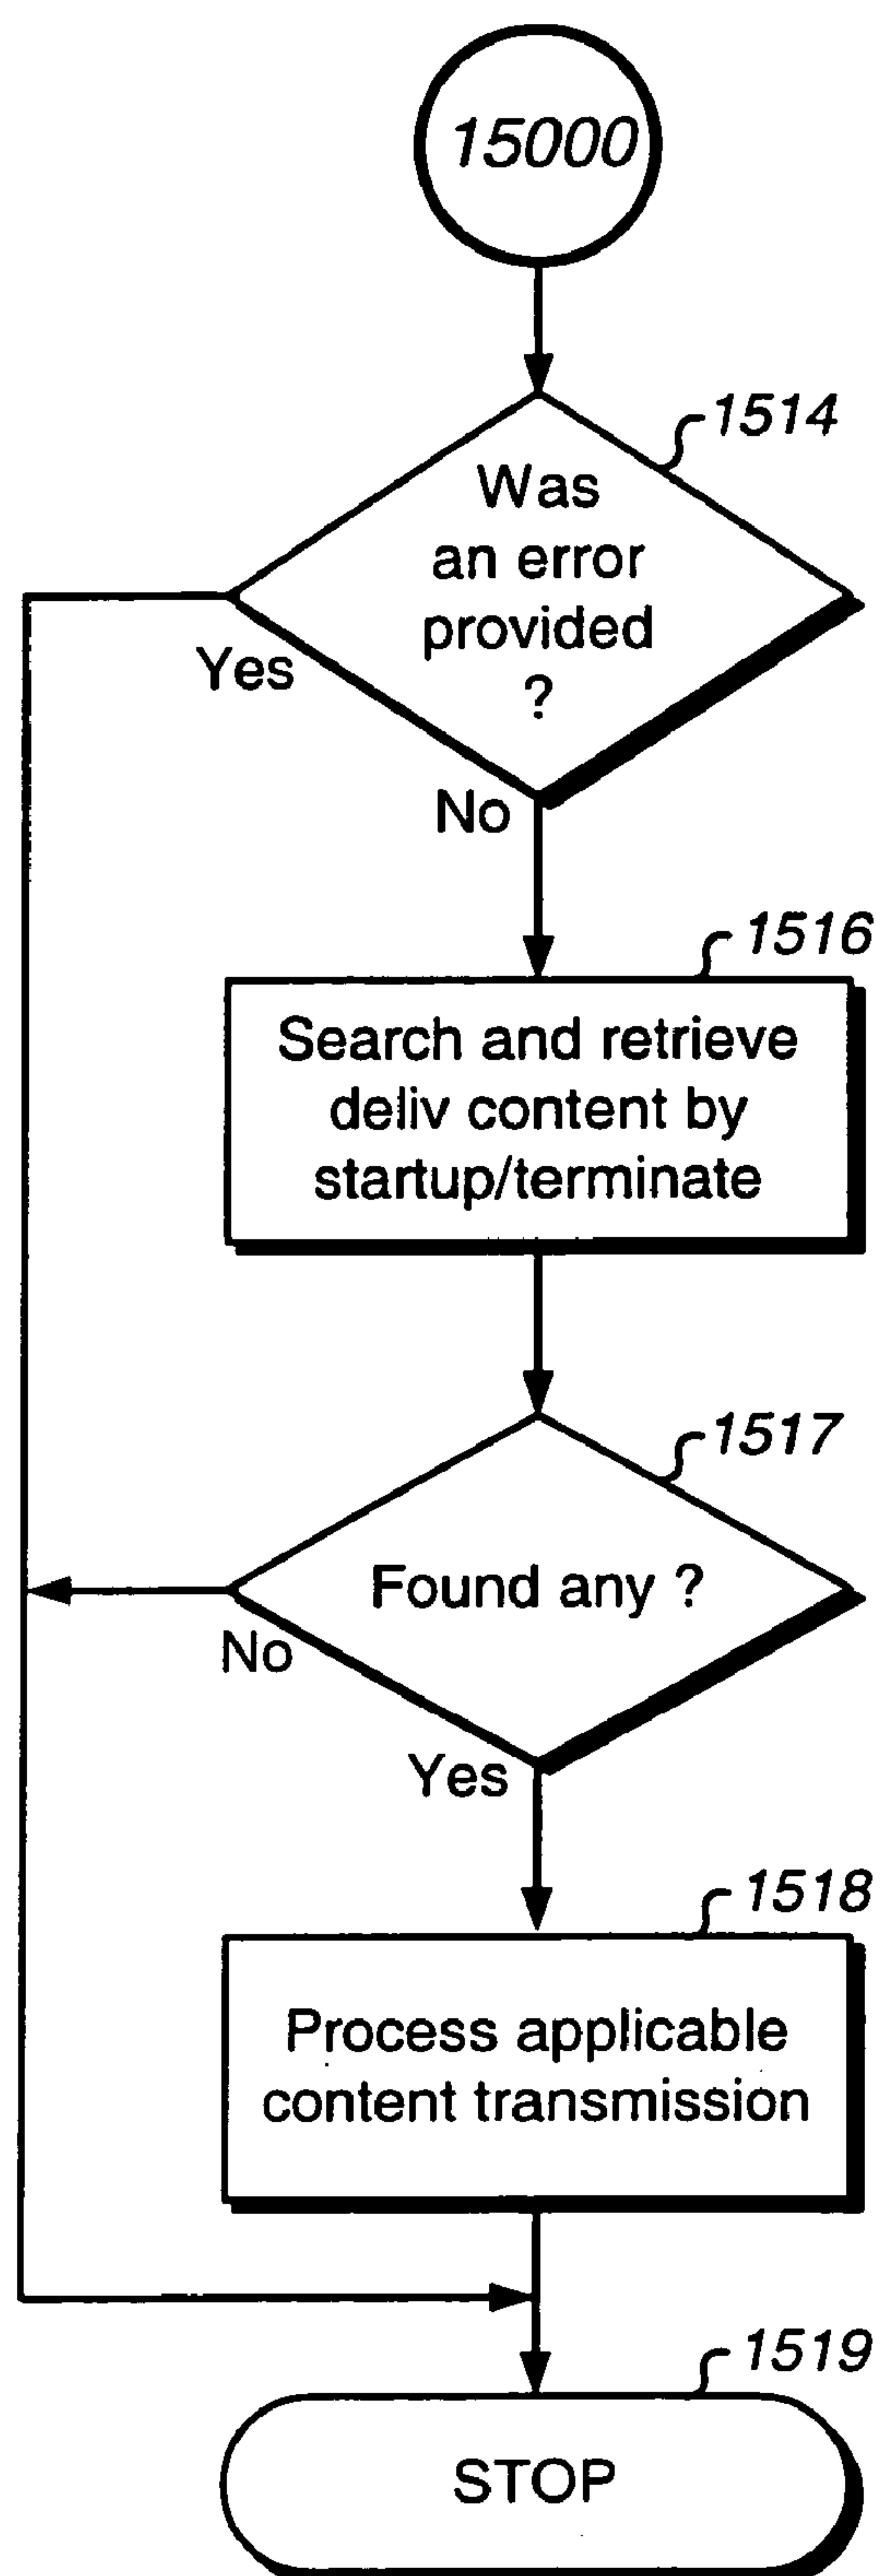 15000
1514
Was
an error
provided
?
Yes
No
1516
Search and retrieve
deliv content by
startup/terminate
1517
Found any ?
No
Yes
1518
Process applicable
content transmission
1519
STOP